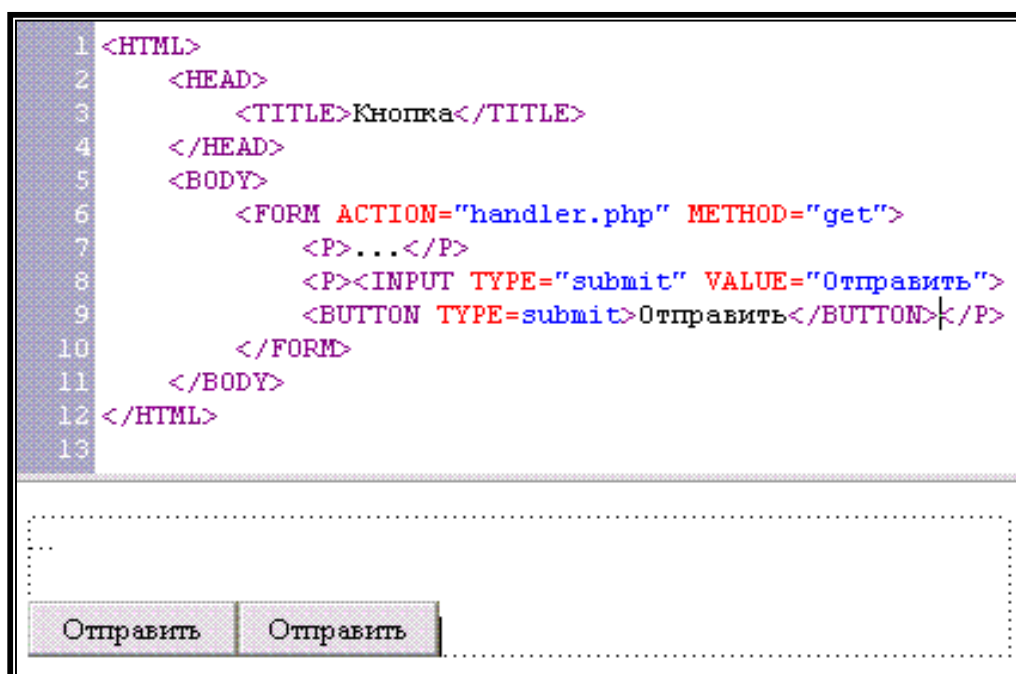 1 <HTML>
2 <HEAD>
3 <TITLE>Кнопка</TITLE>
4 </HEAD>
5 <BODY>
6 <FORM ACTION="handler.php" METHOD="get">
7 <P>...</P>
8 <P><INPUT TYPE="submit" VALUE="Отправить">
9 <BUTTON TYPE=submit>Отправить</BUTTON></P>
10 </FORM>
11 </BODY>
12 </HTML>
13
...
Отправить Отправить